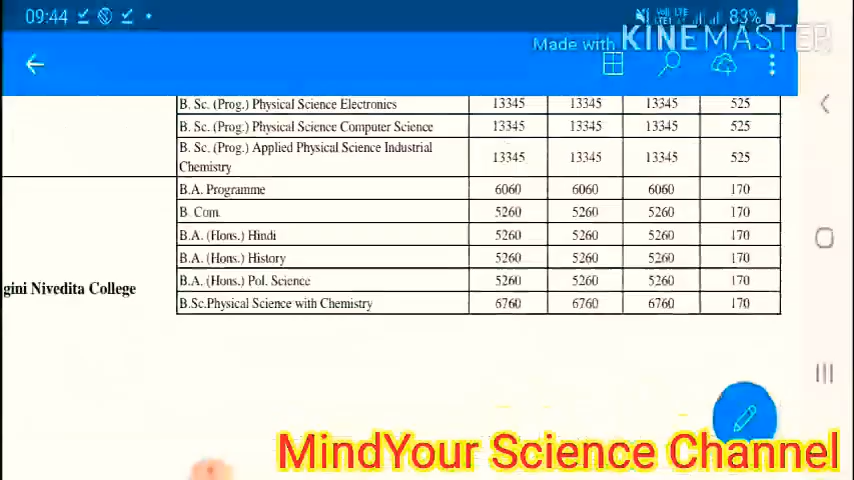 09:44
Voll LTE
LTE1
83%
Made with KINEMASTER
B. Sc. (Prog.) Physical Science Electronics 13345 13345 13345 525
B. Sc. (Prog.) Physical Science Computer Science 13345 13345 13345 525
B. Sc. (Prog.) Applied Physical Science Industrial
Chemistry 13345 13345 13345 525
B.A. Programme 6060 6060 6060 170
B. Com. 5260 5260 5260 170
B.A. (Hons.) Hindi 5260 5260 5260 170
B.A. (Hons.) History 5260 5260 5260 170
B.A. (Hons.) Pol. Science 5260 5260 5260 170
gini Nivedita College
B.Sc.Physical Science with Chemistry 6760 6760 6760 170
MindYour Science Channel